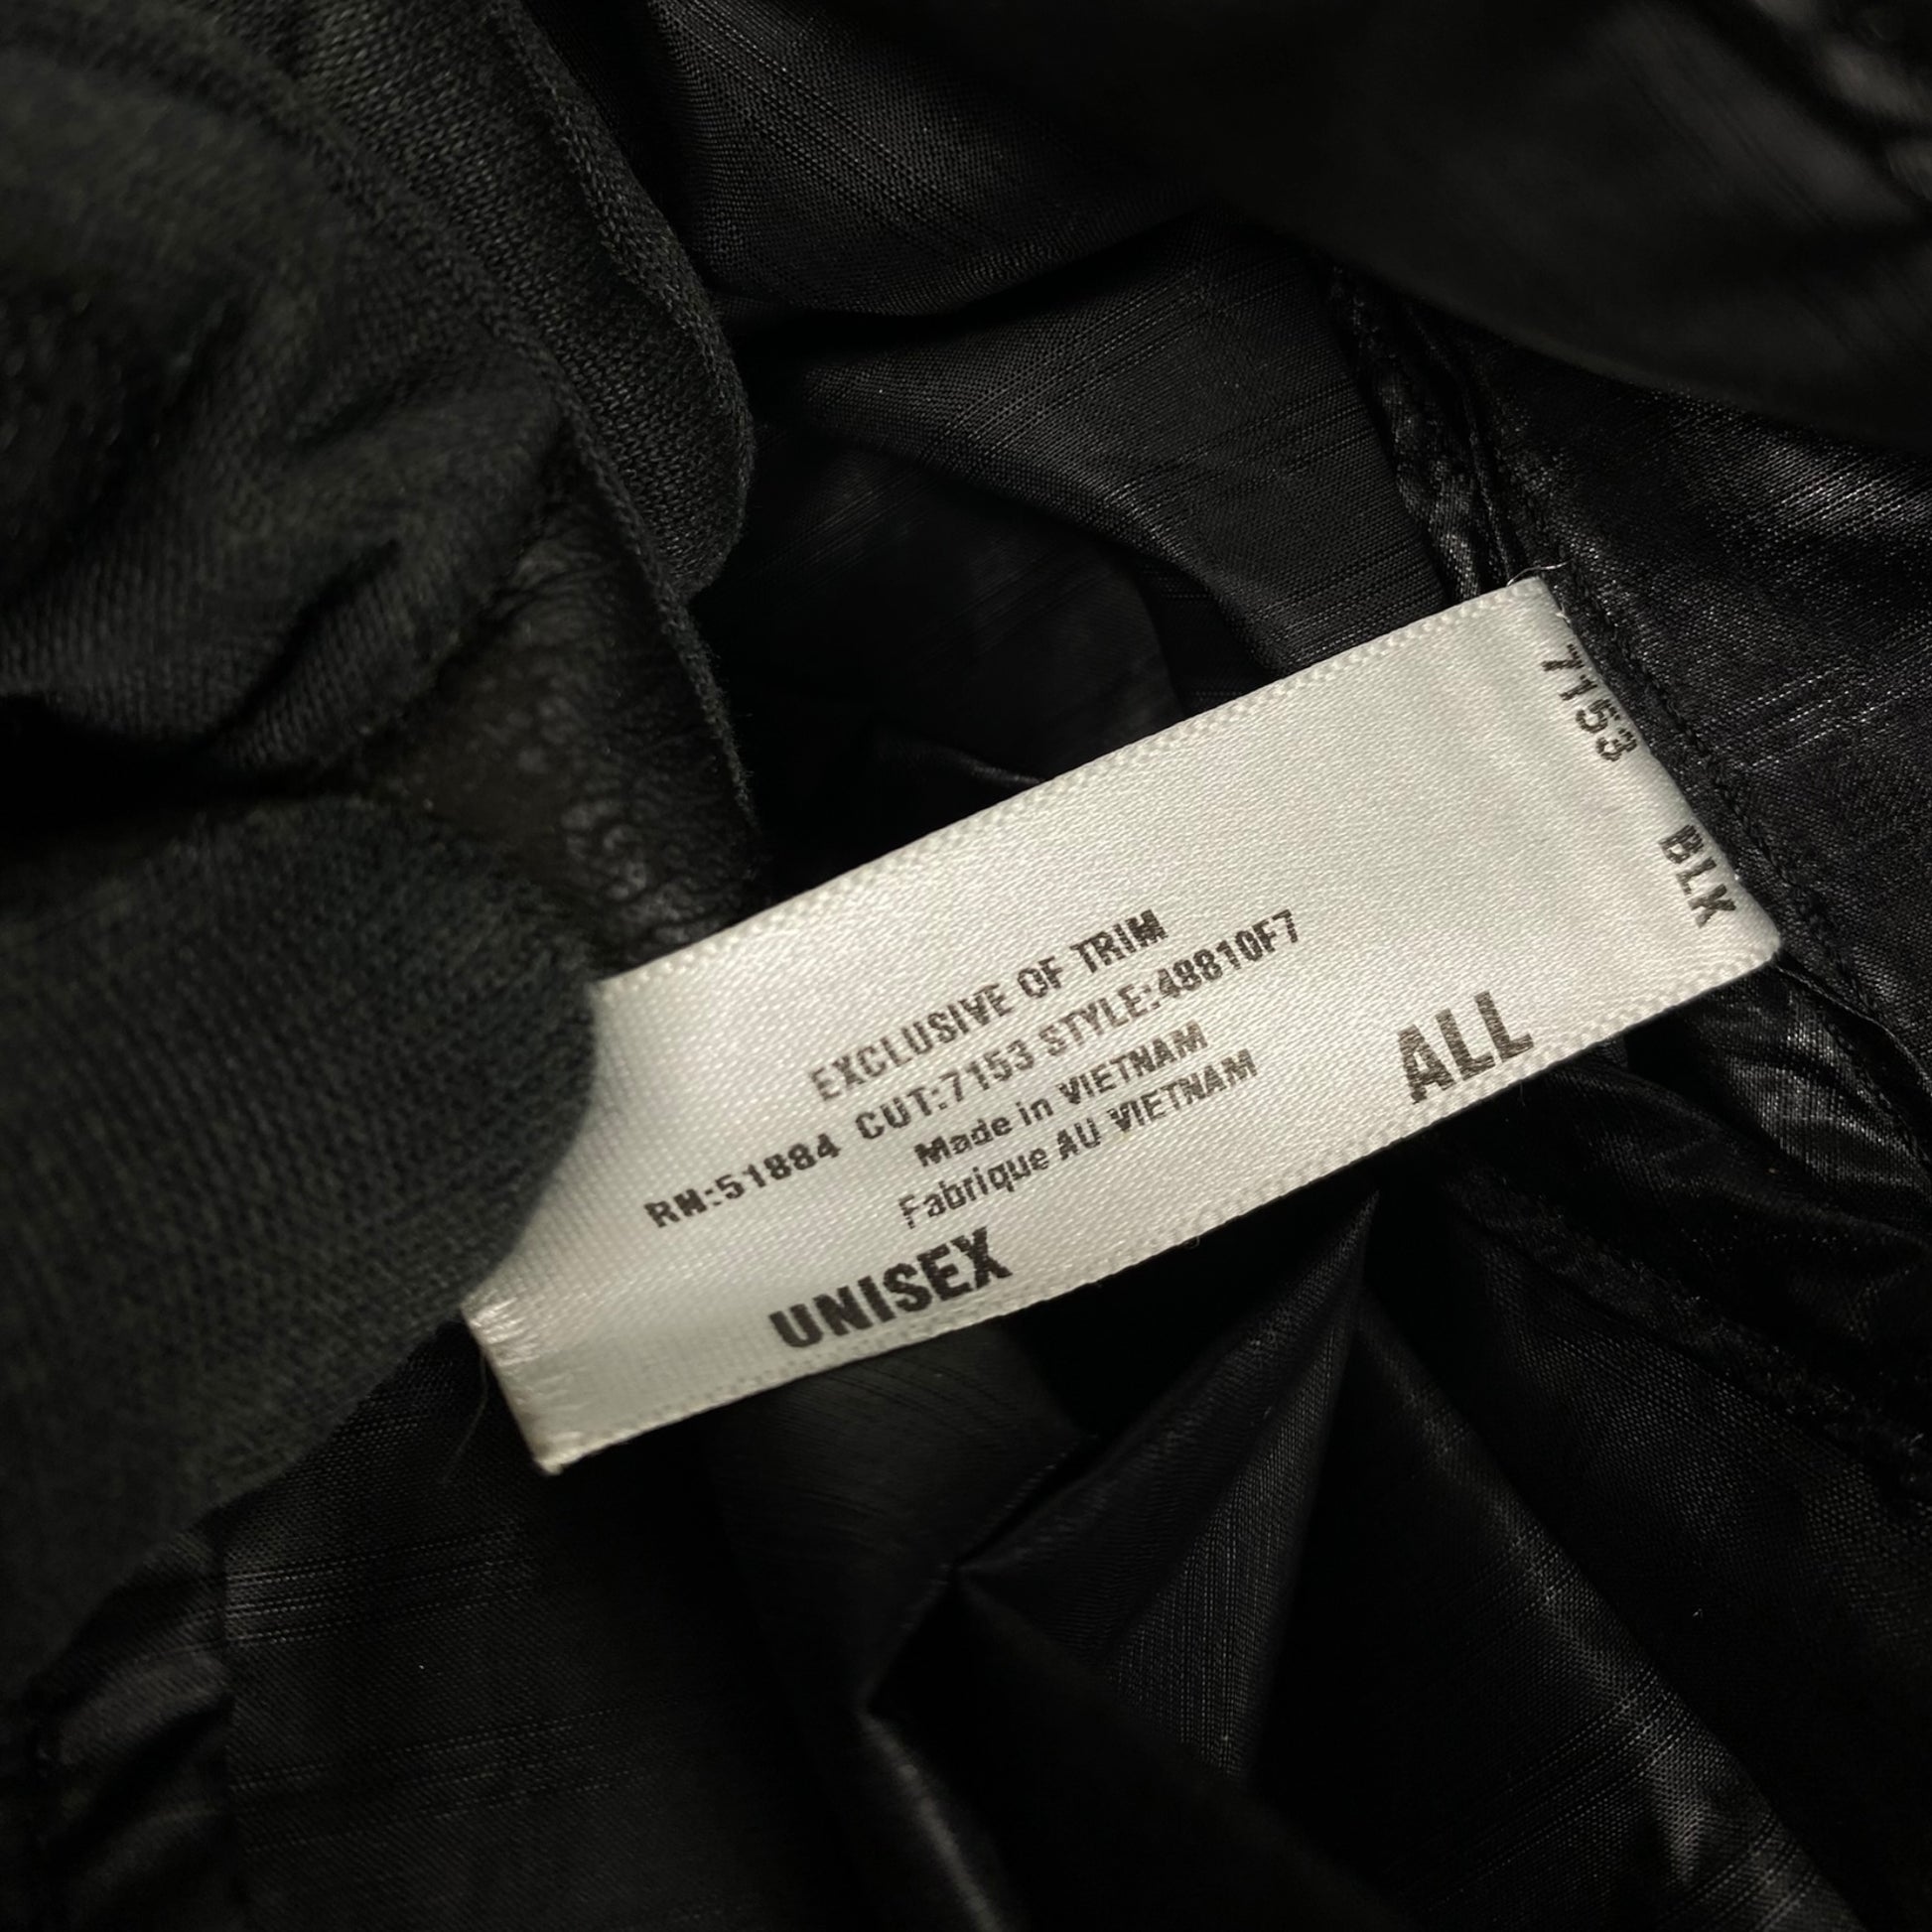 EXCLUSIVE OF TRIM
RN:51884 CUT:7153 STYLE:48810F7
Made in VIETNAM
Fabrique AU VIETNAM
UNISEX
ALL
7153 BLK